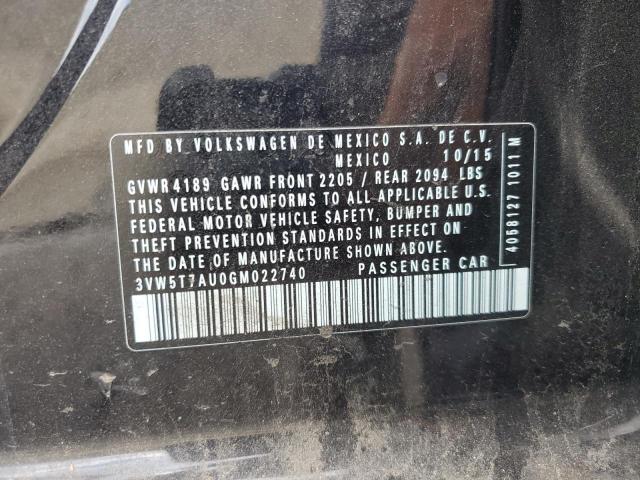 MFD BY VOLKSWAGEN DE MEXICO S.A. DE C.V.
MEXICO 10/15
GVWR 4189 GAWR FRONT 2205 / REAR 2094 LBS
THIS VEHICLE CONFORMS TO ALL APPLICABLE U.S.
FEDERAL MOTOR VEHICLE SAFETY, BUMPER AND
THEFT PREVENTION STANDARDS IN EFFECT ON
THE DATE OF MANUFACTURE SHOWN ABOVE.
3VW5T7AU0GM022740 PASSENGER CAR
4058127 1011 M